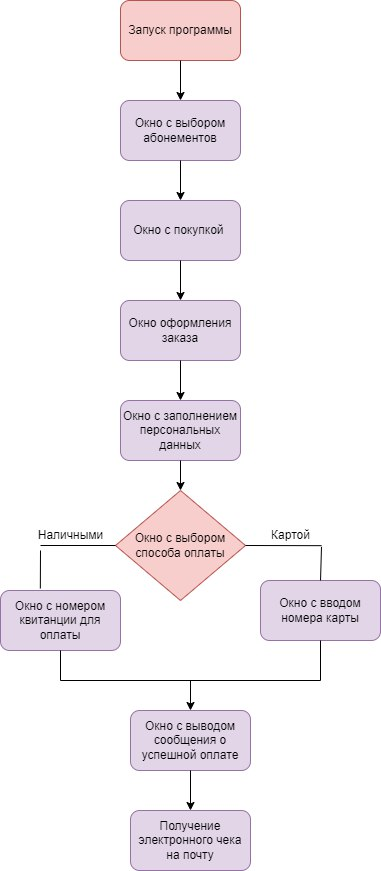 Запуск программы
Окно с выбором
абонементов
Окно с покупкой
Окно оформления
заказа
Окно с заполнением
персональных
данных
Наличными
Окно с выбором
способа оплаты
Картой
Окно с номером
квитанции для
оплаты
Окно с вводом
номера карты
Окно с выводом
сообщения о
успешной оплате
Получение
электронного чека
на почту